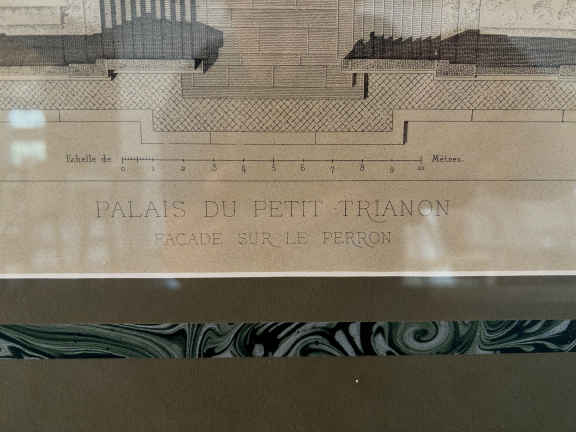 Echelle de
0 1 2 3 4 5 6 7 8 9 10
Mètres.
PALAIS DU PETIT TRIANON
FAÇADE SUR LE PERRON